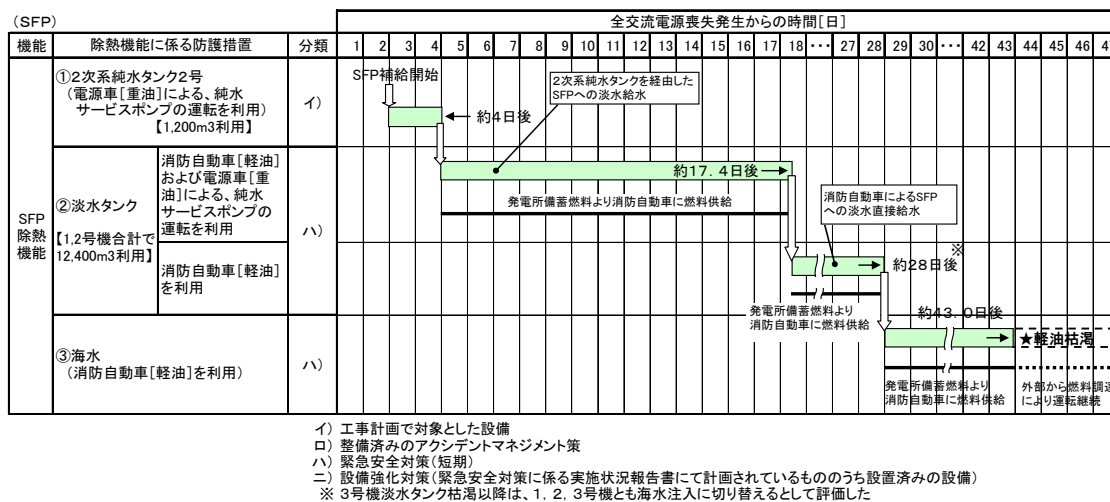 (SFP)
全交流電源喪失発生からの時間[日]
機能 除熱機能に係る防護措置 分類 1 2 3 4 5 6 7 8 9 10 11 12 13 14 15 16 17 18 ・・・ 27 28 29 30 ・・・ 42 43 44 45 46
SFP
除熱
機能
①2次系純水タンク2号
(電源車[重油]による、純水
サービスポンプの運転を利用)
【1,200m3利用】
イ)
SFP補給開始
約4日後
2次系純水タンクを経由した
SFPへの淡水給水
②淡水タンク
【1,2号機合計で
12,400m3利用】
消防自動車[軽油]
および電源車[重
油]による、純水
サービスポンプの
運転を利用
ハ)
約17.4日後
発電所備蓄燃料より消防自動車に燃料供給
消防自動車によるSFP
への淡水直接給水
消防自動車[軽油]
を利用
約28日後※
発電所備蓄燃料より
消防自動車に燃料供給
③海水
(消防自動車[軽油]を利用)
ハ)
約43.0日後
★軽油枯渇
発電所備蓄燃料より
消防自動車に燃料供給
外部から燃料調達
により運転継続
イ) 工事計画で対象とした設備
ロ) 整備済みのアクシデントマネジメント策
ハ) 緊急安全対策(短期)
ニ) 設備強化対策(緊急安全対策に係る実施状況報告書にて計画されているもののうち設置済みの設備)
※ 3号機淡水タンク枯渇以降は、1, 2, 3号機とも海水注入に切り替えるとして評価した